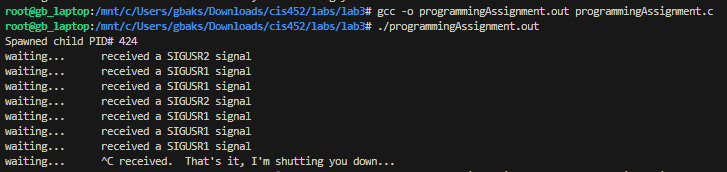 root@gb_laptop:/mnt/c/Users/gbaks/Downloads/cis452/labs/lab3# gcc -o programmingAssignment.out programmingAssignment.c
root@gb_laptop:/mnt/c/Users/gbaks/Downloads/cis452/labs/lab3# ./programmingAssignment.out
Spawned child PID# 424
waiting...      received a SIGUSR2 signal
waiting...      received a SIGUSR1 signal
waiting...      received a SIGUSR1 signal
waiting...      received a SIGUSR2 signal
waiting...      received a SIGUSR1 signal
waiting...      received a SIGUSR1 signal
waiting...      received a SIGUSR1 signal
waiting...      ^C received.  That's it, I'm shutting you down...